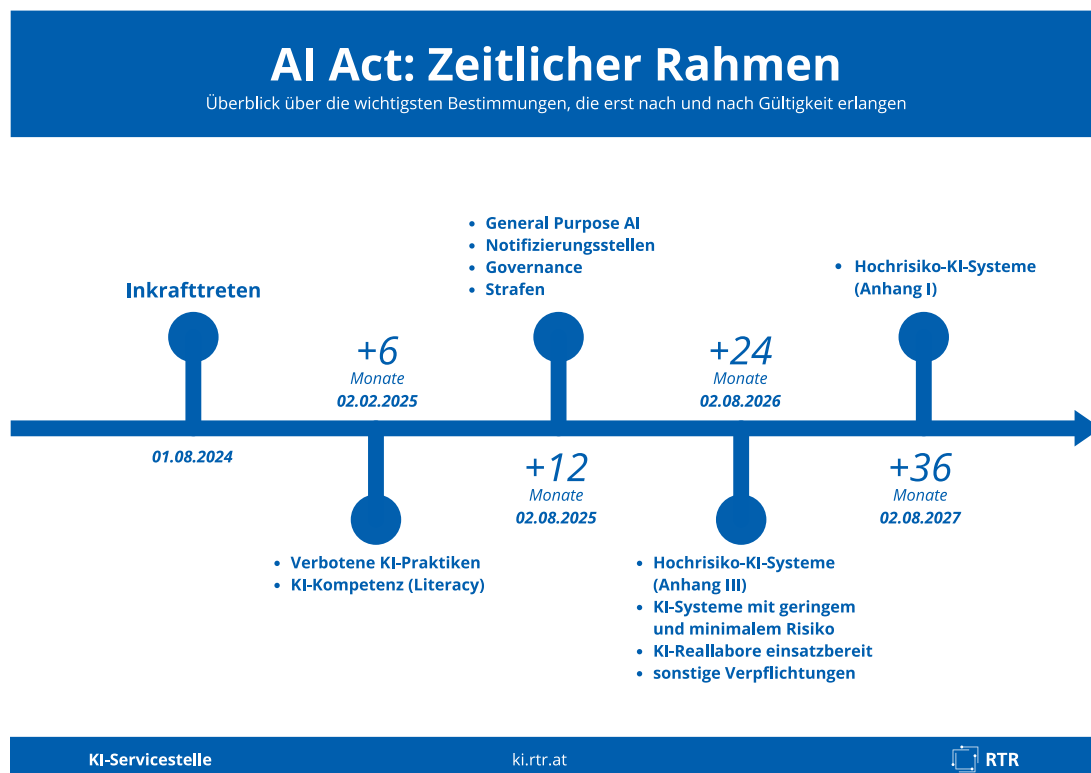 AI Act: Zeitlicher Rahmen
Überblick über die wichtigsten Bestimmungen, die erst nach und nach Gültigkeit erlangen
Inkrafttreten
01.08.2024
+6
Monate
02.02.2025
• Verbotene KI-Praktiken
• KI-Kompetenz (Literacy)
• General Purpose AI
• Notifizierungsstellen
• Governance
• Strafen
+12
Monate
02.08.2025
+24
Monate
02.08.2026
• Hochrisiko-KI-Systeme
(Anhang III)
• KI-Systeme mit geringem
und minimalem Risiko
• KI-Reallabore einsatzbereit
• sonstige Verpflichtungen
• Hochrisiko-KI-Systeme
(Anhang I)
+36
Monate
02.08.2027
KI-Servicestelle
ki.rtr.at
RTR